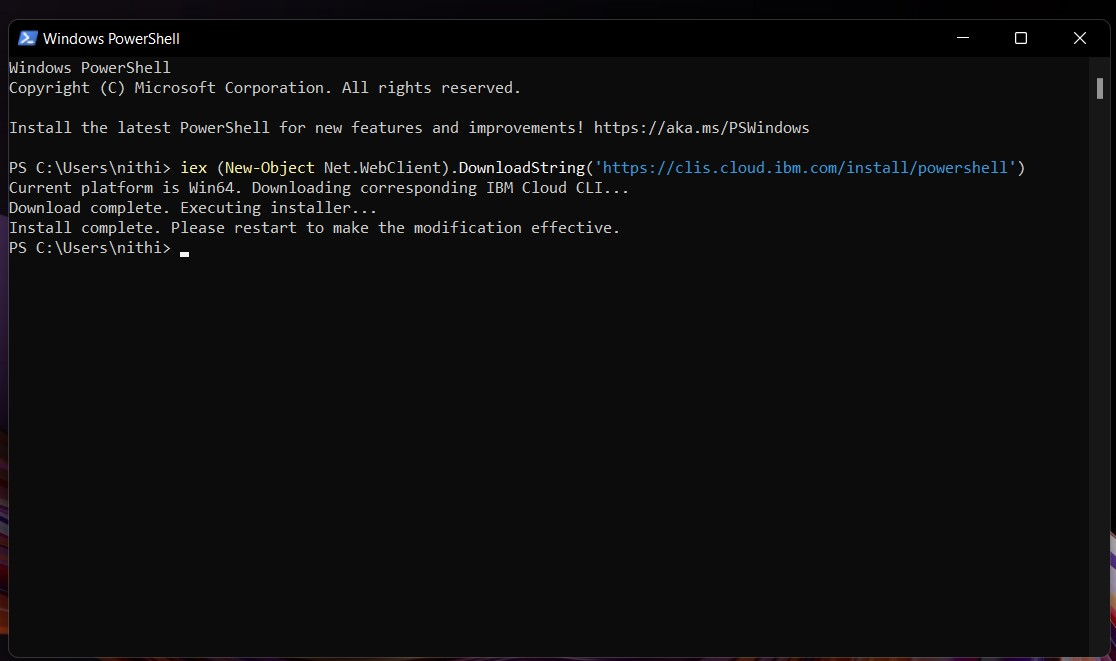 Windows PowerShell
Windows PowerShell
Copyright (C) Microsoft Corporation. All rights reserved.
Install the latest PowerShell for new features and improvements! https://aka.ms/PSWindows
PS C:\Users\nithi> iex (New-Object Net.WebClient).DownloadString('https://clis.cloud.ibm.com/install/powershell')
Current platform is Win64. Downloading corresponding IBM Cloud CLI...
Download complete. Executing installer...
Install complete. Please restart to make the modification effective.
PS C:\Users\nithi>